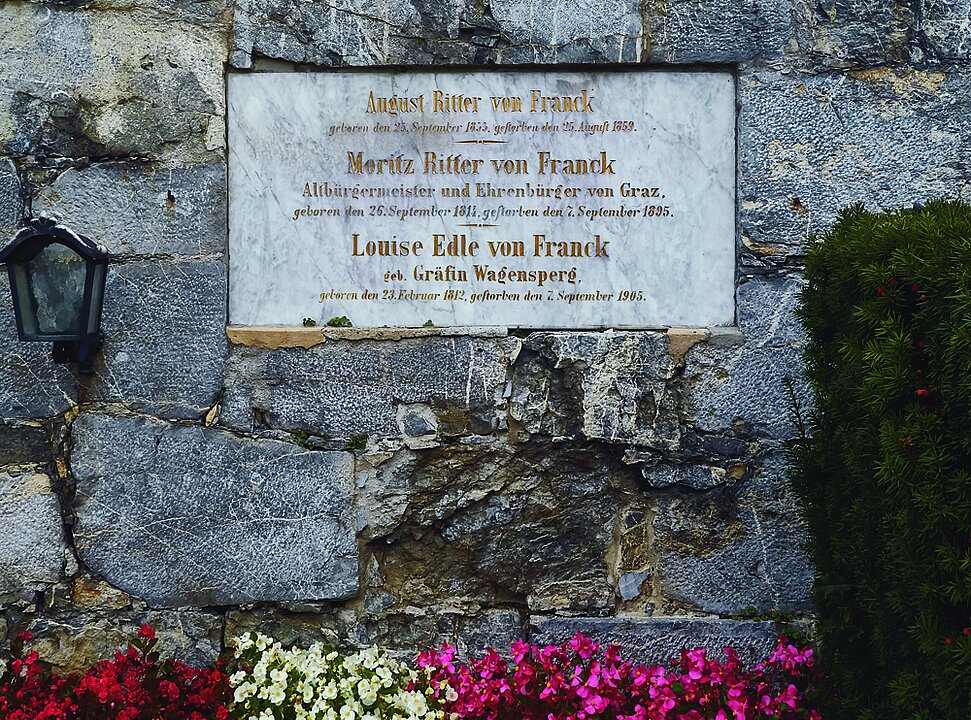 August Ritter von Franck
geboren den 25. September 1855, gestorben den 25. August 1859.
Moritz Ritter von Franck
Altbürgermeister und Ehrenbürger von Graz,
geboren den 26. September 1814, gestorben den 7. September 1895.
Louise Edle von Franck
geb. Gräfin Wagensperg,
geboren den 23. Februar 1812, gestorben den 7. September 1905.